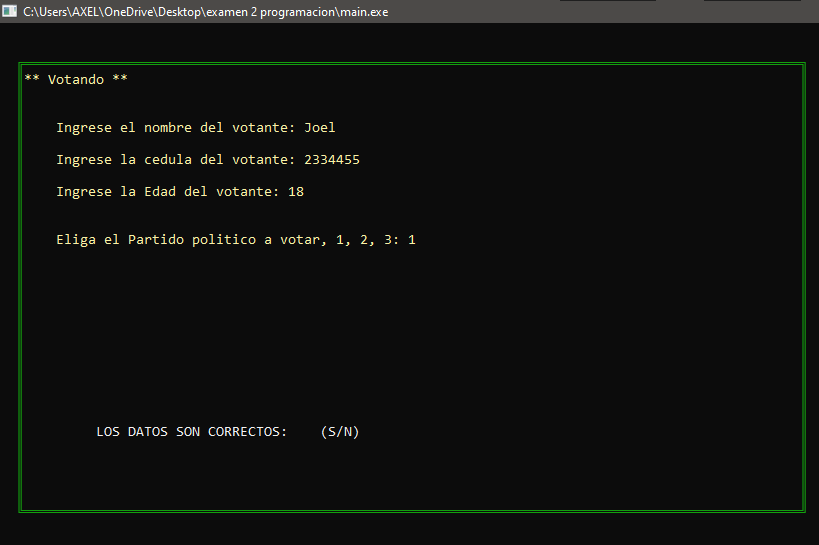 C:\Users\AXEL\OneDrive\Desktop\examen 2 programacion\main.exe
** Votando **
Ingrese el nombre del votante: Joel
Ingrese la cedula del votante: 2334455
Ingrese la Edad del votante: 18
Eliga el Partido politico a votar, 1, 2, 3: 1
LOS DATOS SON CORRECTOS: (S/N)